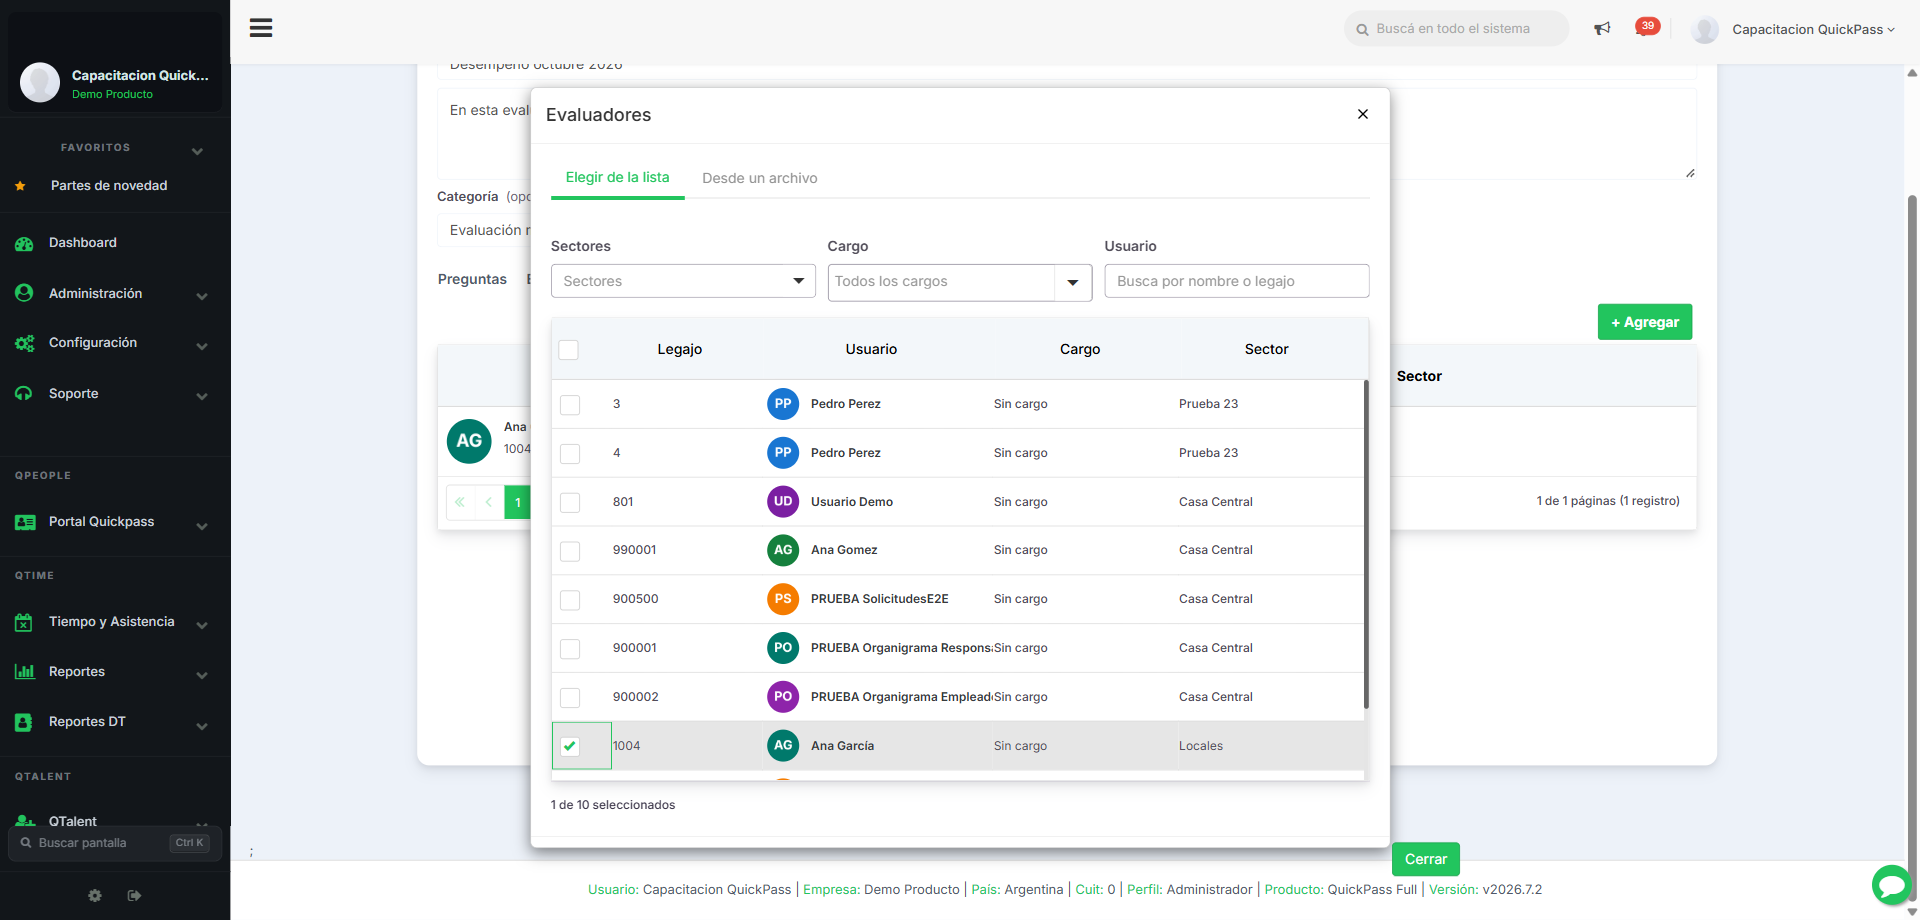 Capacitacion Quick...
Demo Producto
FAVORITOS
Partes de novedad
Dashboard
Administración
Configuración
Soporte
QPEOPLE
Portal Quickpass
QTIME
Tiempo y Asistencia
Reportes
Reportes DT
QTALENT
QTalent
Buscar pantalla
Ctrl K
Buscá en todo el sistema
39
Capacitacion QuickPass
Desempeño octubre 2026
En esta eval
Categoría (opc
Evaluación r
Preguntas
+ Agregar
Sector
AG
Ana
1004
1
1 de 1 páginas (1 registro)
Evaluadores
Elegir de la lista
Desde un archivo
Sectores
Cargo
Usuario
Sectores
Todos los cargos
Busca por nombre o legajo
Legajo Usuario Cargo Sector
3 PP Pedro Perez Sin cargo Prueba 23
4 PP Pedro Perez Sin cargo Prueba 23
801 UD Usuario Demo Sin cargo Casa Central
990001 AG Ana Gomez Sin cargo Casa Central
900500 PS PRUEBA SolicitudesE2E Sin cargo Casa Central
900001 PO PRUEBA Organigrama Respons Sin cargo Casa Central
900002 PO PRUEBA Organigrama Emplead Sin cargo Casa Central
1004 AG Ana García Sin cargo Locales
1 de 10 seleccionados
;
Cerrar
Usuario: Capacitacion QuickPass | Empresa: Demo Producto | País: Argentina | Cuit: 0 | Perfil: Administrador | Producto: QuickPass Full | Versión: v2026.7.2